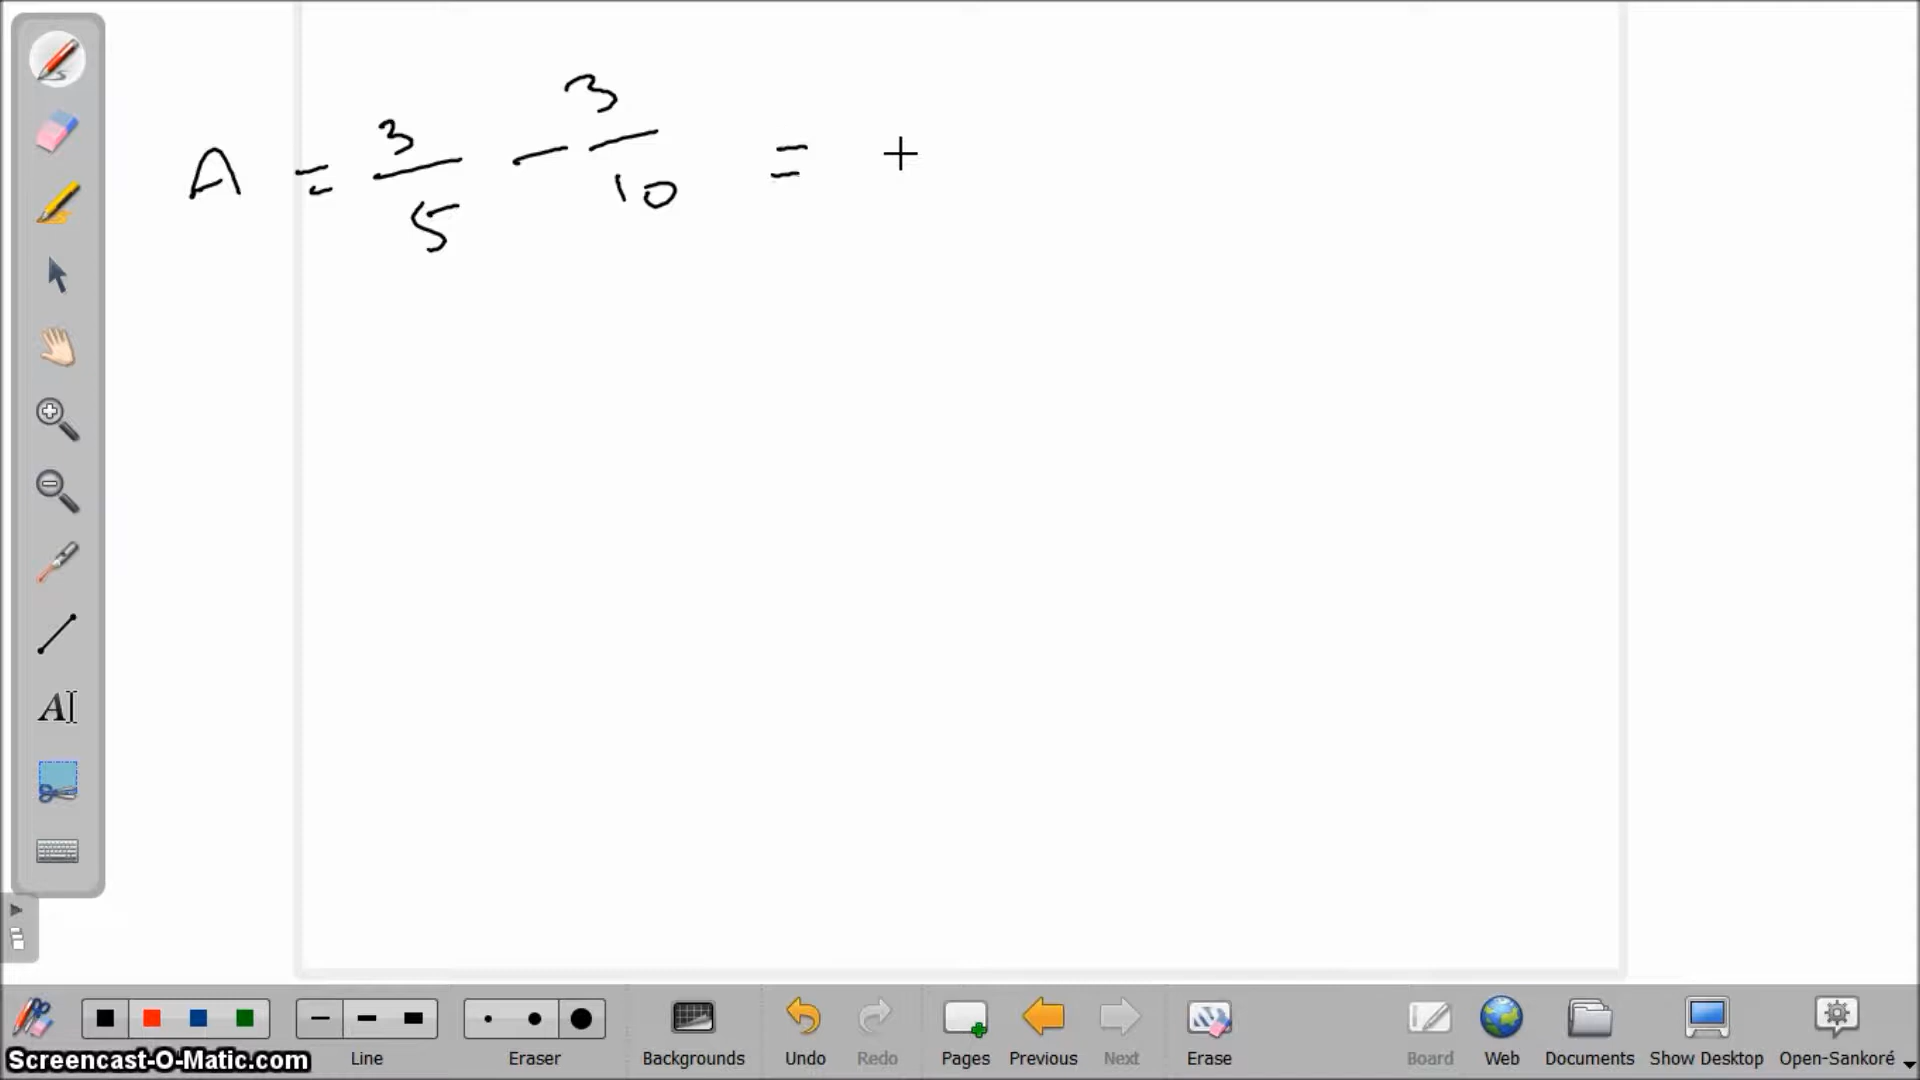 A = 3/5 - 3/10 =
A
Line
Eraser
Backgrounds
Undo
Redo
Pages
Previous
Next
Erase
Board
Web
Documents
Show Desktop
Open-Sankoré
Screencast-O-Matic.com